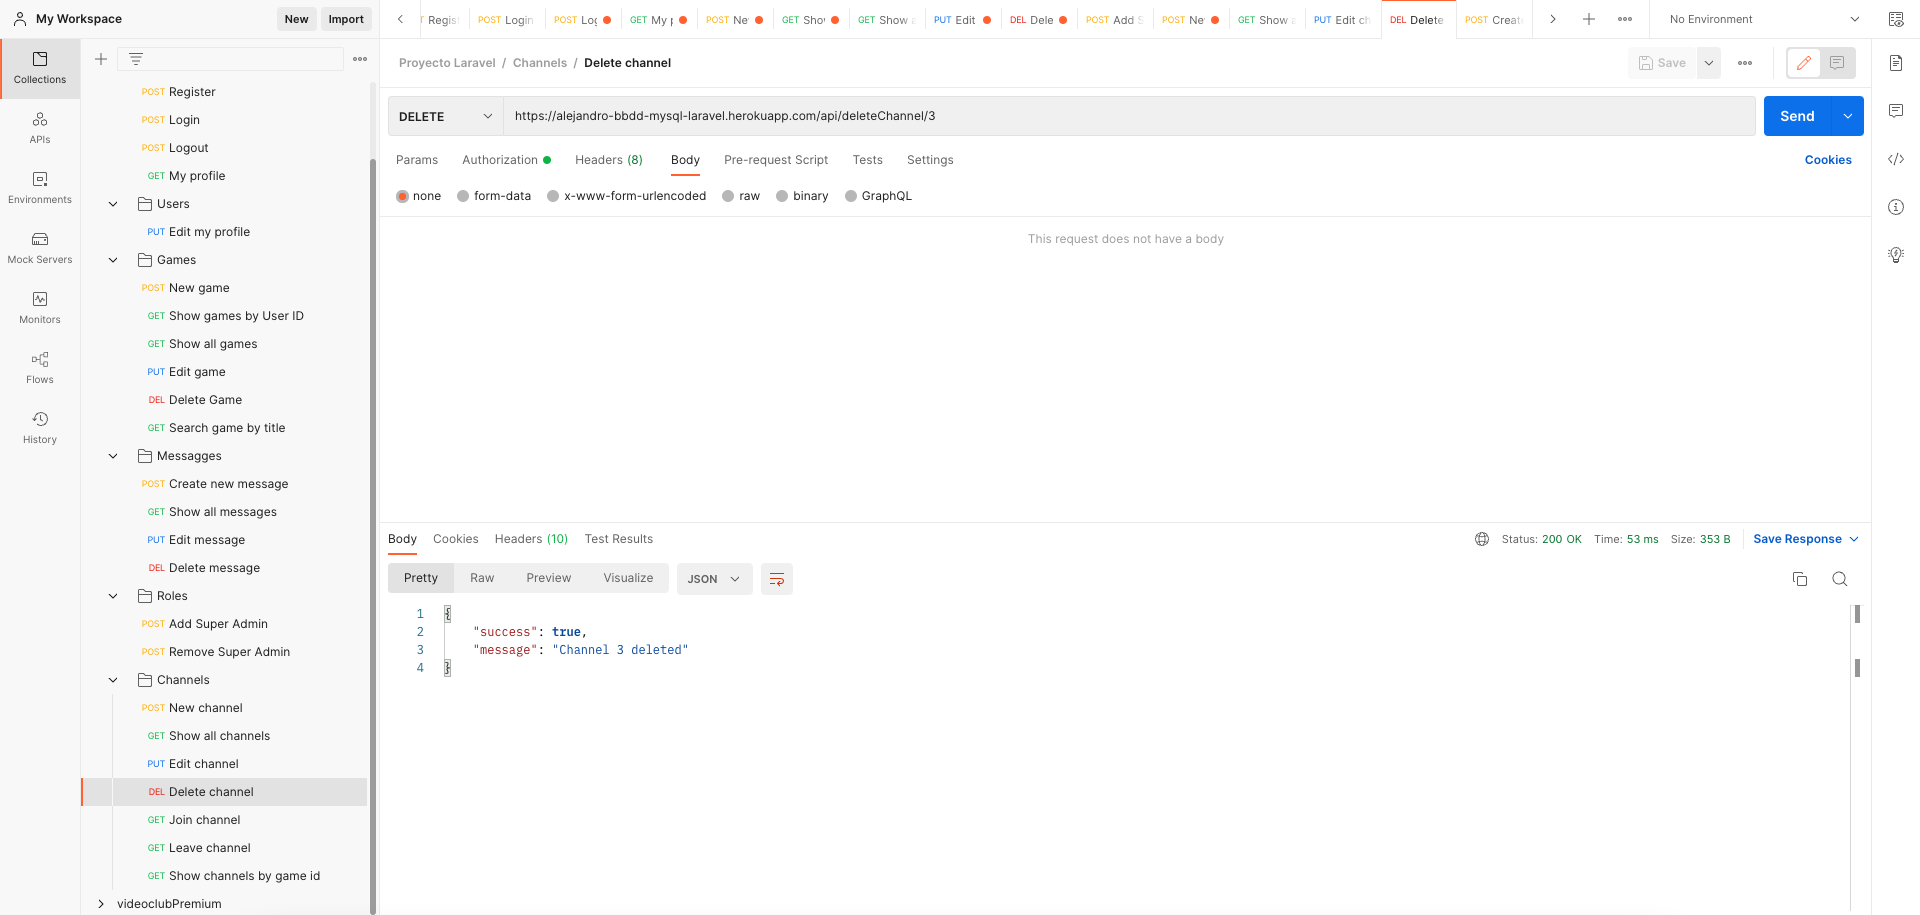 My Workspace
New
Import
Regis
POST Login
POST Log
GET My p
POST Ne
GET Sho
GET Show a
PUT Edit
DEL Dele
POST Add S
POST Ne
GET Show a
PUT Edit ch
DEL Delete
POST Creat
No Environment
Collections
APIs
Environments
Mock Servers
Monitors
Flows
History
POST Register
POST Login
POST Logout
GET My profile
Users
PUT Edit my profile
Games
POST New game
GET Show games by User ID
GET Show all games
PUT Edit game
DEL Delete Game
GET Search game by title
Messagges
POST Create new message
GET Show all messages
PUT Edit message
DEL Delete message
Roles
POST Add Super Admin
POST Remove Super Admin
Channels
POST New channel
GET Show all channels
PUT Edit channel
DEL Delete channel
GET Join channel
GET Leave channel
GET Show channels by game id
videoclubPremium
Proyecto Laravel / Channels / Delete channel
Save
DELETE
https://alejandro-bbdd-mysql-laravel.herokuapp.com/api/deleteChannel/3
Send
Params
Authorization
Headers (8)
Body
Pre-request Script
Tests
Settings
Cookies
none
form-data
x-www-form-urlencoded
raw
binary
GraphQL
This request does not have a body
Body
Cookies
Headers (10)
Test Results
Status: 200 OK
Time: 53 ms
Size: 353 B
Save Response
Pretty
Raw
Preview
Visualize
JSON
1 {
2 "success": true,
3 "message": "Channel 3 deleted"
4 }